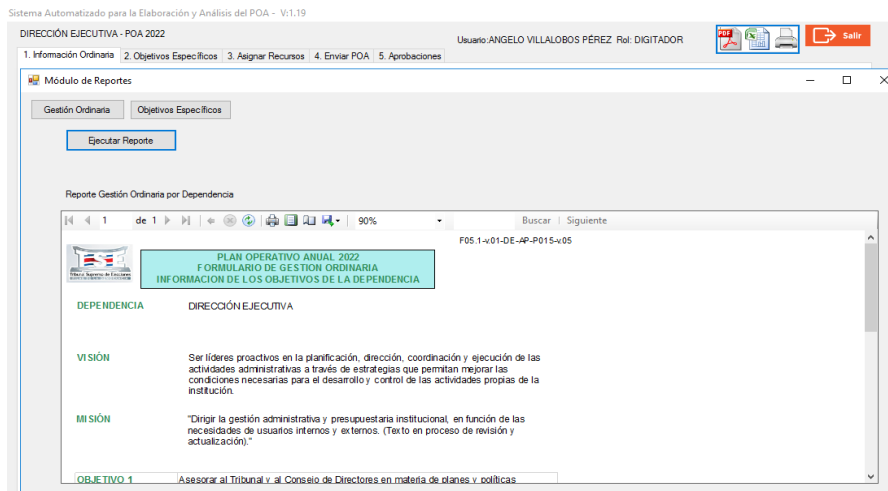 Sistema Automatizado para la Elaboración y Análisis del POA - V:1.19
DIRECCIÓN EJECUTIVA - POA 2022
Usuario:ANGELO VILLALOBOS PÉREZ Rol: DIGITADOR
PDF
Salir
1. Información Ordinaria 2. Objetivos Específicos 3. Asignar Recursos 4. Enviar POA 5. Aprobaciones
Módulo de Reportes
Gestión Ordinaria Objetivos Específicos
Ejecutar Reporte
Reporte Gestión Ordinaria por Dependencia
1 de 1 90% Buscar | Siguiente
F05.1-v.01-DE-AP-P015-v.05
TSE
Tribunal Supremo de Elecciones
PLAN OPERATIVO ANUAL 2022
FORMULARIO DE GESTION ORDINARIA
INFORMACION DE LOS OBJETIVOS DE LA DEPENDENCIA
DEPENDENCIA DIRECCIÓN EJECUTIVA
VISIÓN Ser líderes proactivos en la planificación, dirección, coordinación y ejecución de las
actividades administrativas a través de estrategias que permitan mejorar las
condiciones necesarias para el desarrollo y control de las actividades propias de la
institución.
MISIÓN "Dirigir la gestión administrativa y presupuestaria institucional, en función de las
necesidades de usuarios internos y externos. (Texto en proceso de revisión y
actualización)."
OBJETIVO 1 Asesorar al Tribunal y al Consejo de Directores en materia de planes y políticas